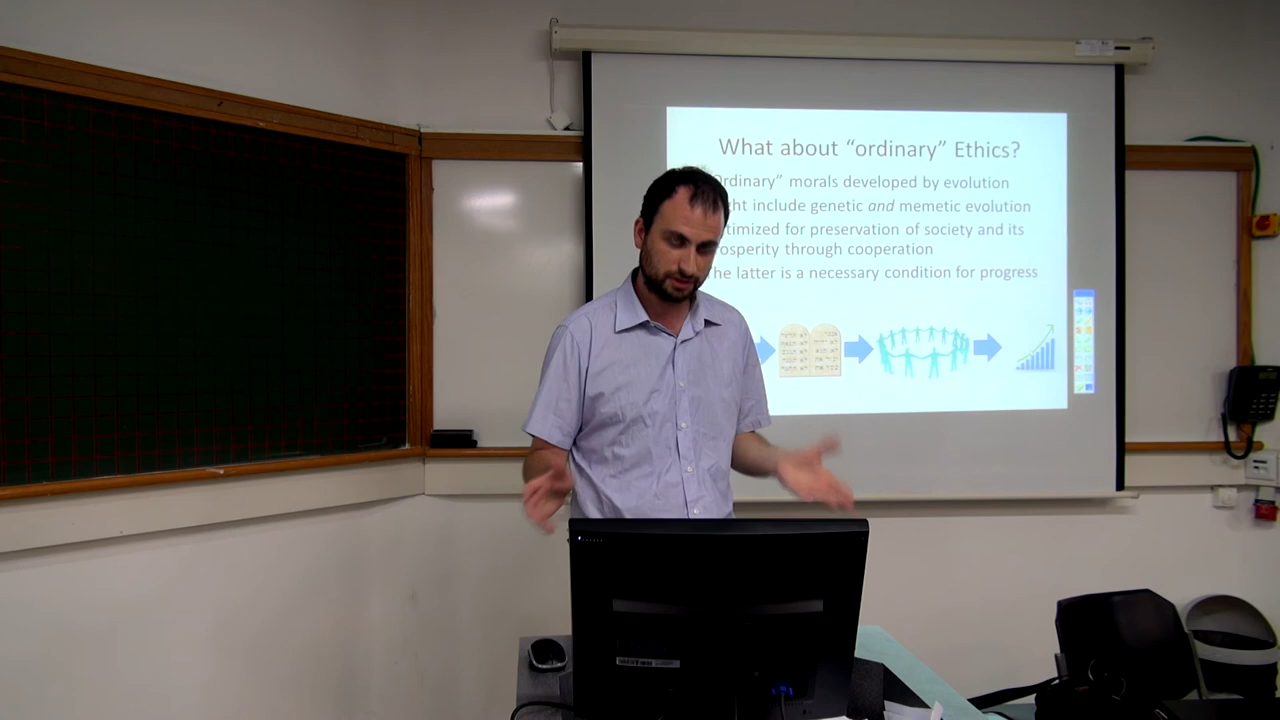 What about “ordinary” Ethics?
rdinary” morals developed by evolution
ght include genetic and memetic evolution
timized for preservation of society and its
rosperity through cooperation
he latter is a necessary condition for progress